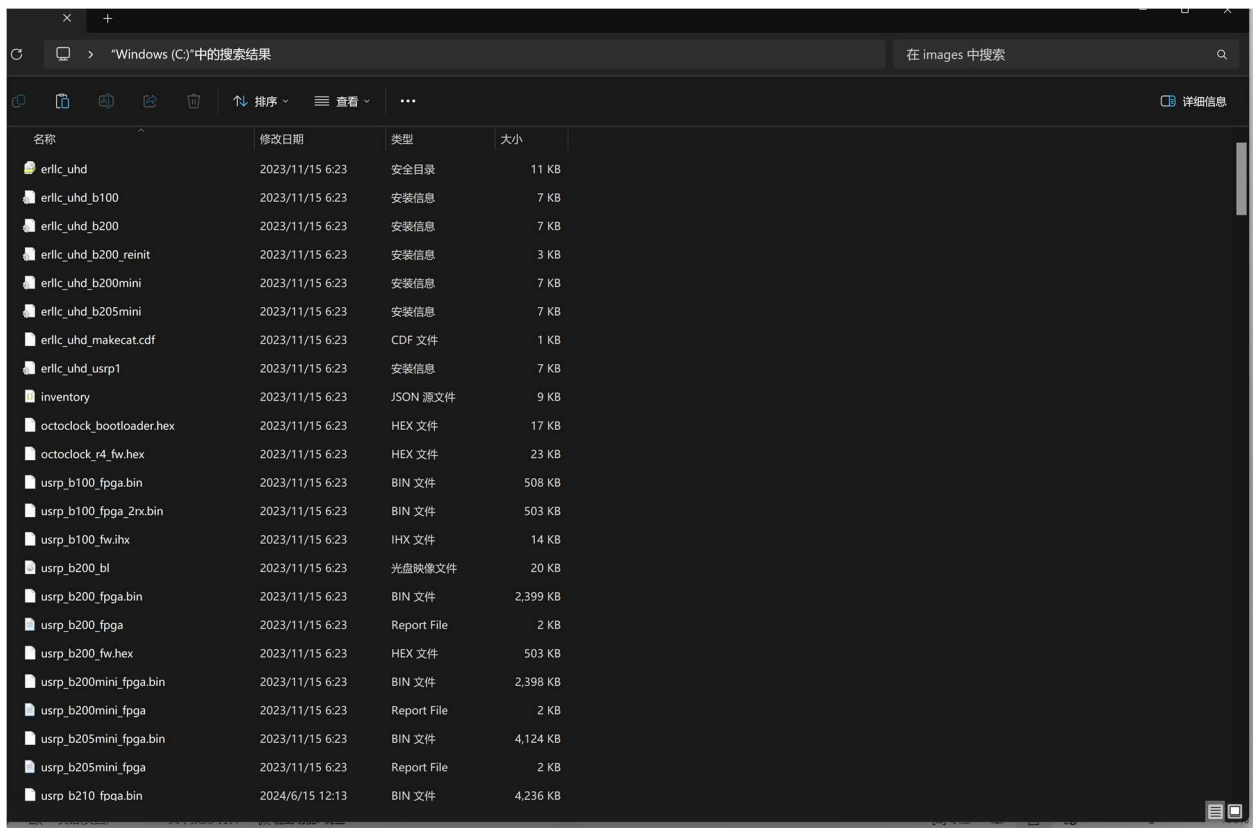 "Windows (C:)"中的搜索结果
在 images 中搜索
排序
查看
详细信息
名称 修改日期 类型 大小
erllc_uhd 2023/11/15 6:23 安全目录 11 KB
erllc_uhd_b100 2023/11/15 6:23 安装信息 7 KB
erllc_uhd_b200 2023/11/15 6:23 安装信息 7 KB
erllc_uhd_b200_reinit 2023/11/15 6:23 安装信息 3 KB
erllc_uhd_b200mini 2023/11/15 6:23 安装信息 7 KB
erllc_uhd_b205mini 2023/11/15 6:23 安装信息 7 KB
erllc_uhd_makecat.cdf 2023/11/15 6:23 CDF 文件 1 KB
erllc_uhd_usrp1 2023/11/15 6:23 安装信息 7 KB
inventory 2023/11/15 6:23 JSON 源文件 9 KB
octoclock_bootloader.hex 2023/11/15 6:23 HEX 文件 17 KB
octoclock_r4_fw.hex 2023/11/15 6:23 HEX 文件 23 KB
usrp_b100_fpga.bin 2023/11/15 6:23 BIN 文件 508 KB
usrp_b100_fpga_2rx.bin 2023/11/15 6:23 BIN 文件 503 KB
usrp_b100_fw.ihx 2023/11/15 6:23 IHX 文件 14 KB
usrp_b200_bl 2023/11/15 6:23 光盘映像文件 20 KB
usrp_b200_fpga.bin 2023/11/15 6:23 BIN 文件 2,399 KB
usrp_b200_fpga 2023/11/15 6:23 Report File 2 KB
usrp_b200_fw.hex 2023/11/15 6:23 HEX 文件 503 KB
usrp_b200mini_fpga.bin 2023/11/15 6:23 BIN 文件 2,398 KB
usrp_b200mini_fpga 2023/11/15 6:23 Report File 2 KB
usrp_b205mini_fpga.bin 2023/11/15 6:23 BIN 文件 4,124 KB
usrp_b205mini_fpga 2023/11/15 6:23 Report File 2 KB
usrp_b210_fpga.bin 2024/6/15 12:13 BIN 文件 4,236 KB